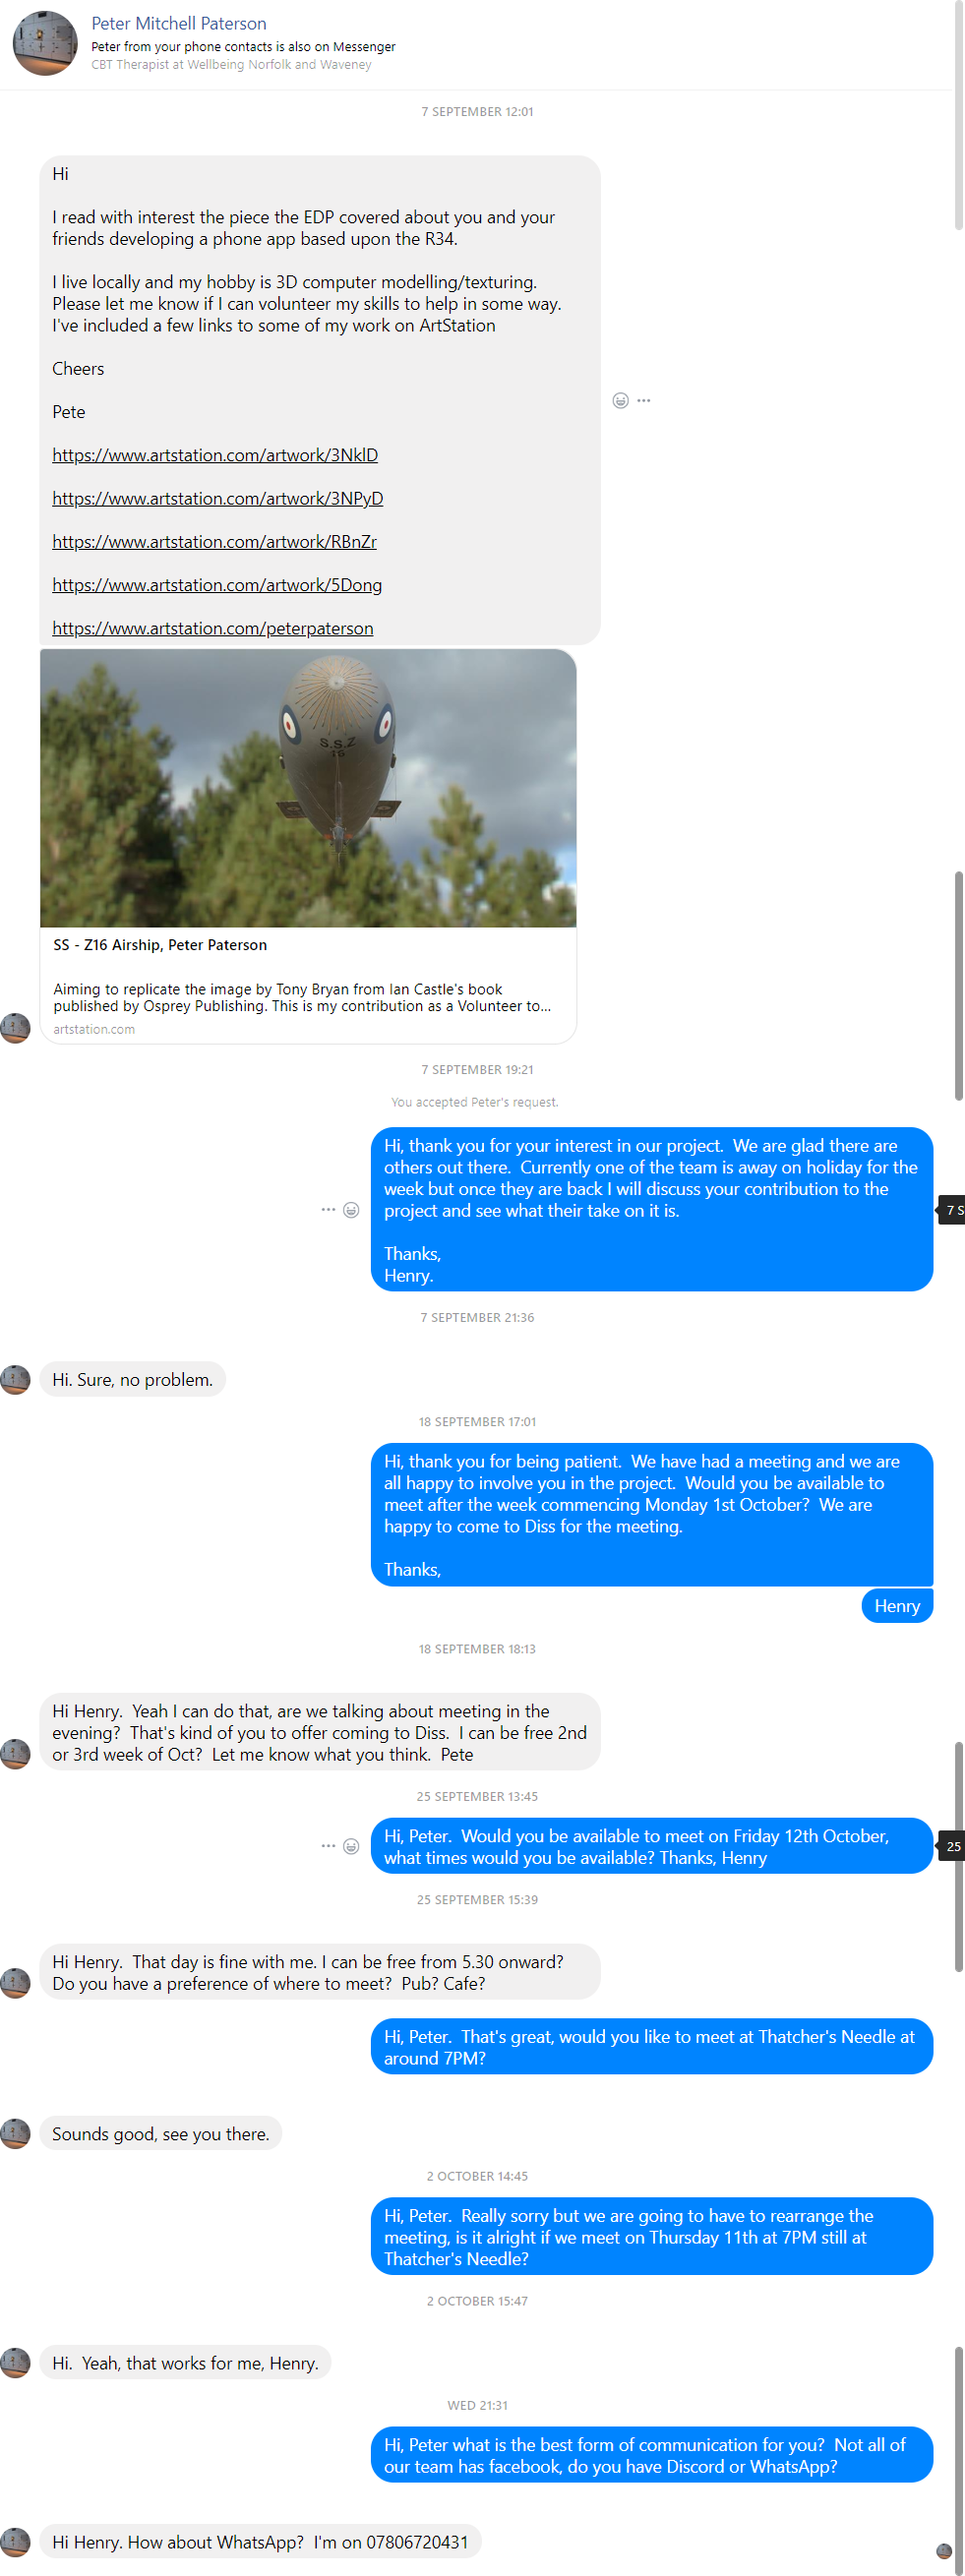 Peter Mitchell Paterson
Peter from your phone contacts is also on Messenger
CBT Therapist at Wellbeing Norfolk and Waveney
7 SEPTEMBER 12:01
Hi
I read with interest the piece the EDP covered about you and your
friends developing a phone app based upon the R34.
I live locally and my hobby is 3D computer modelling/texturing.
Please let me know if I can volunteer my skills to help in some way.
I've included a few links to some of my work on ArtStation
Cheers
Pete
https://www.artstation.com/artwork/3NklD
https://www.artstation.com/artwork/3NPyD
https://www.artstation.com/artwork/RBnZr
https://www.artstation.com/artwork/5Dong
https://www.artstation.com/peterpaterson
S.S.Z
16
SS - Z16 Airship, Peter Paterson
Aiming to replicate the image by Tony Bryan from Ian Castle's book
published by Osprey Publishing. This is my contribution as a Volunteer to...
artstation.com
7 SEPTEMBER 19:21
You accepted Peter's request.
Hi, thank you for your interest in our project.  We are glad there are
others out there.  Currently one of the team is away on holiday for the
week but once they are back I will discuss your contribution to the
project and see what their take on it is.
7 S
Thanks,
Henry.
7 SEPTEMBER 21:36
Hi. Sure, no problem.
18 SEPTEMBER 17:01
Hi, thank you for being patient.  We have had a meeting and we are
all happy to involve you in the project.  Would you be available to
meet after the week commencing Monday 1st October?  We are
happy to come to Diss for the meeting.
Thanks,
Henry
18 SEPTEMBER 18:13
Hi Henry.  Yeah I can do that, are we talking about meeting in the
evening?  That's kind of you to offer coming to Diss.  I can be free 2nd
or 3rd week of Oct?  Let me know what you think.  Pete
25 SEPTEMBER 13:45
Hi, Peter.  Would you be available to meet on Friday 12th October,
what times would you be available? Thanks, Henry
25
25 SEPTEMBER 15:39
Hi Henry.  That day is fine with me. I can be free from 5.30 onward?
Do you have a preference of where to meet?  Pub? Cafe?
Hi, Peter.  That's great, would you like to meet at Thatcher's Needle at
around 7PM?
Sounds good, see you there.
2 OCTOBER 14:45
Hi, Peter.  Really sorry but we are going to have to rearrange the
meeting, is it alright if we meet on Thursday 11th at 7PM still at
Thatcher's Needle?
2 OCTOBER 15:47
Hi.  Yeah, that works for me, Henry.
WED 21:31
Hi, Peter what is the best form of communication for you?  Not all of
our team has facebook, do you have Discord or WhatsApp?
Hi Henry. How about WhatsApp?  I'm on 07806720431